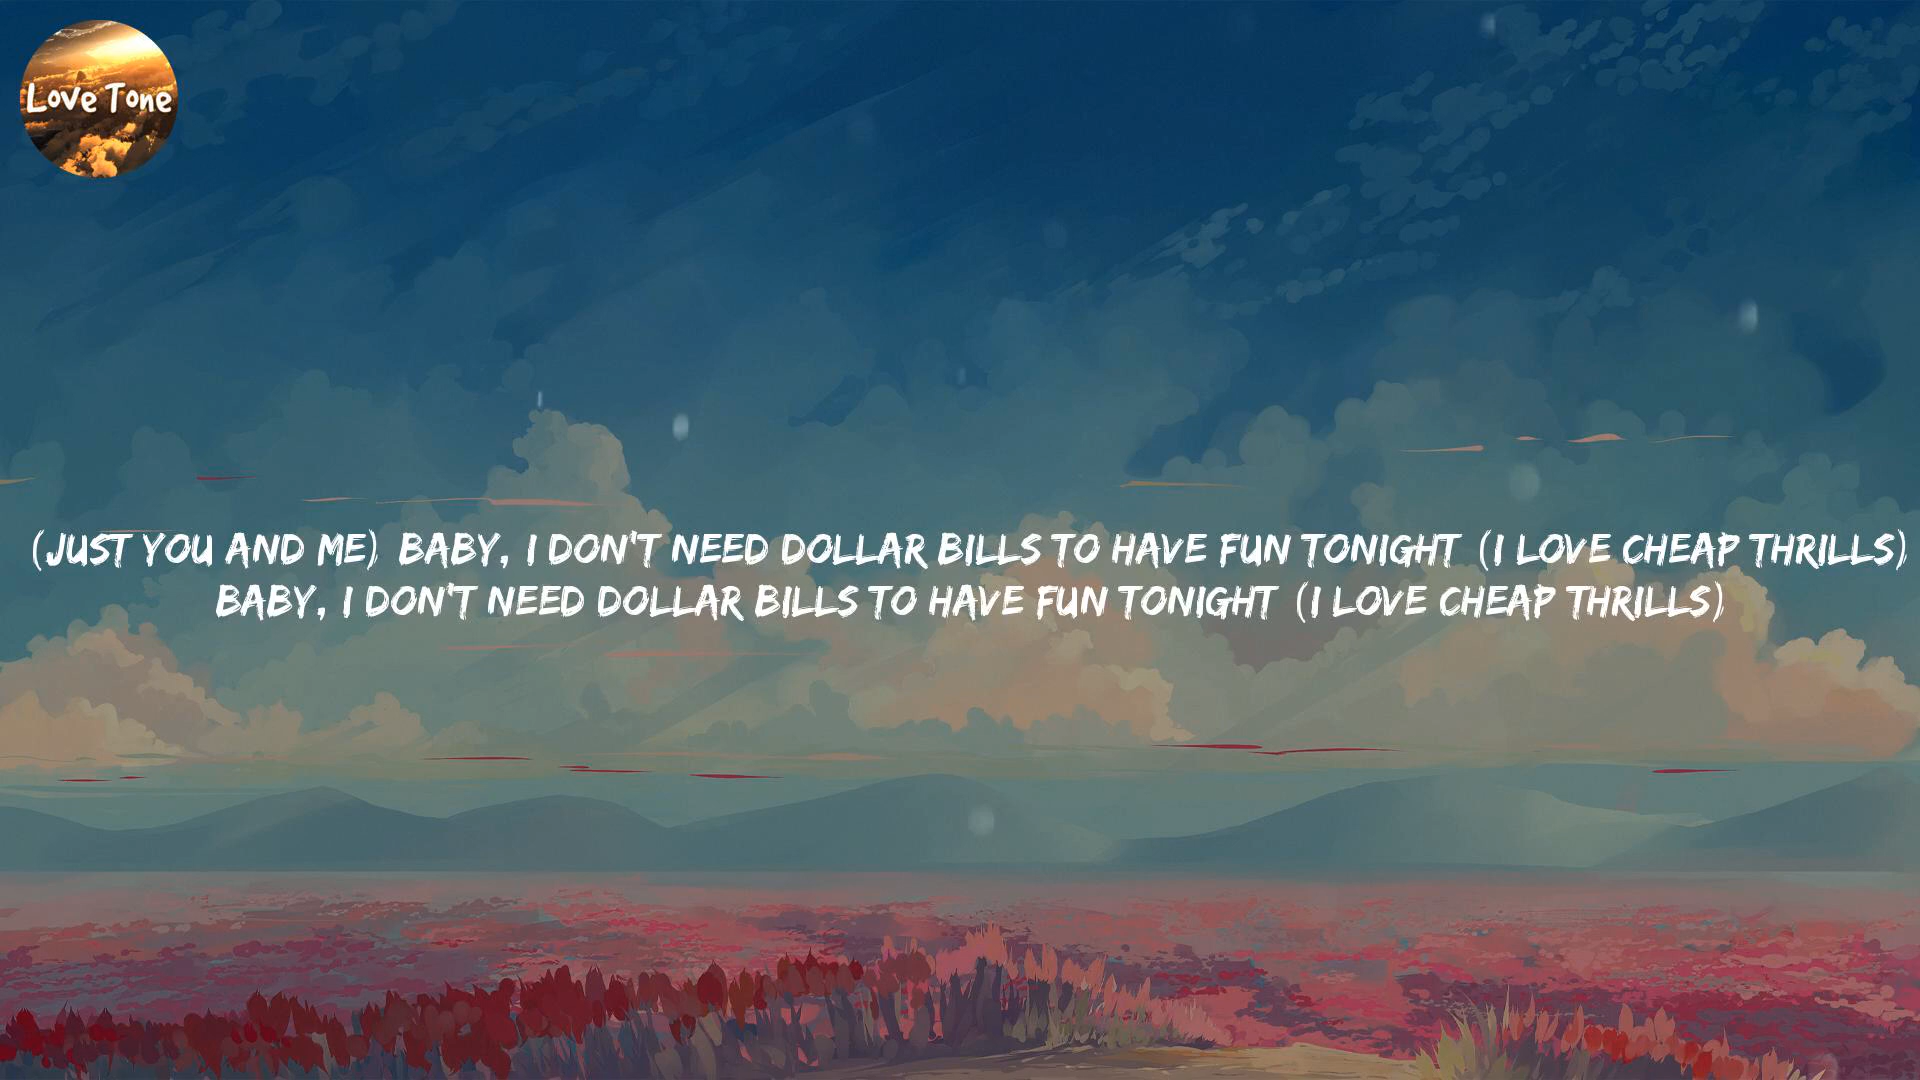 Love Tone
(JUST YOU AND ME) BABY, I DON'T NEED DOLLAR BILLS TO HAVE FUN TONIGHT (I LOVE CHEAP THRILLS)
BABY, I DON'T NEED DOLLAR BILLS TO HAVE FUN TONIGHT (I LOVE CHEAP THRILLS)